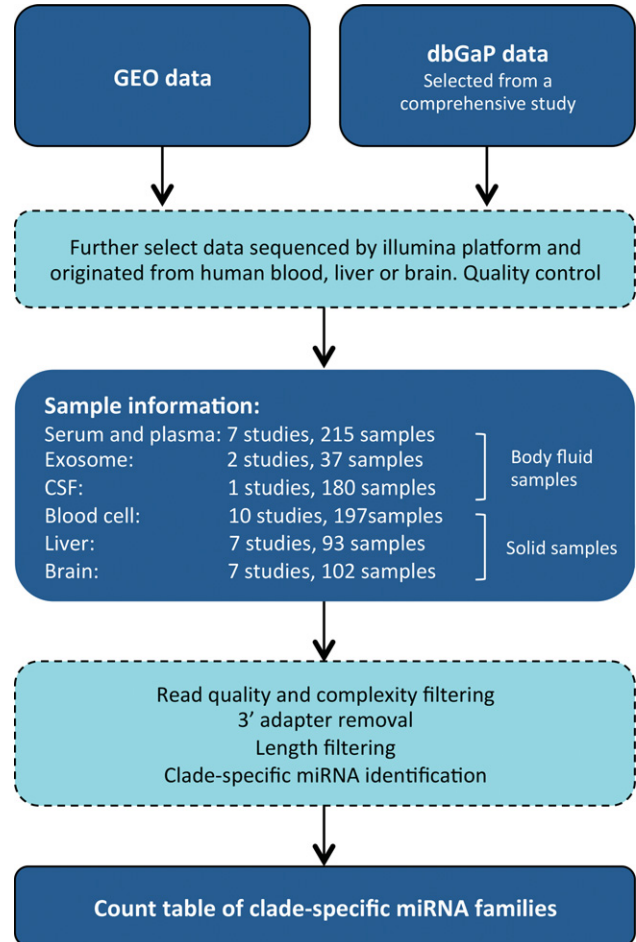 GEO data
dbGaP data
Selected from a
comprehensive study
Further select data sequenced by illumina platform and
originated from human blood, liver or brain. Quality control
Sample information:
Serum and plasma: 7 studies, 215 samples
Exosome: 2 studies, 37 samples
CSF: 1 studies, 180 samples
Body fluid
samples
Blood cell: 10 studies, 197samples
Liver: 7 studies, 93 samples
Brain: 7 studies, 102 samples
Solid samples
Read quality and complexity filtering
3’ adapter removal
Length filtering
Clade-specific miRNA identification
Count table of clade-specific miRNA families